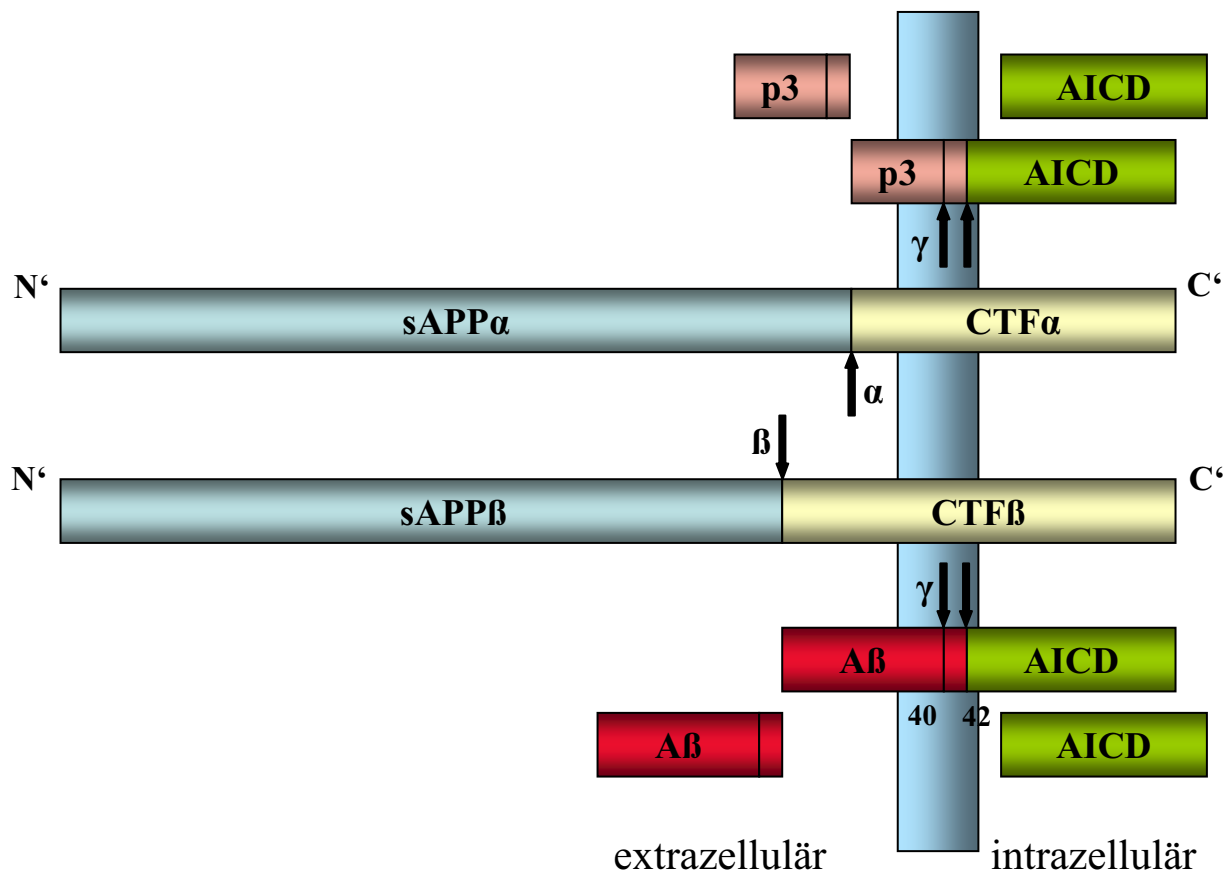 p3 AICD
p3 AICD
γ
N‘ C‘
sAPPα CTFα
α
ß
N‘ C‘
sAPPß CTFß
γ
Aß AICD
40 42
Aß AICD
extrazellulär intrazellulär